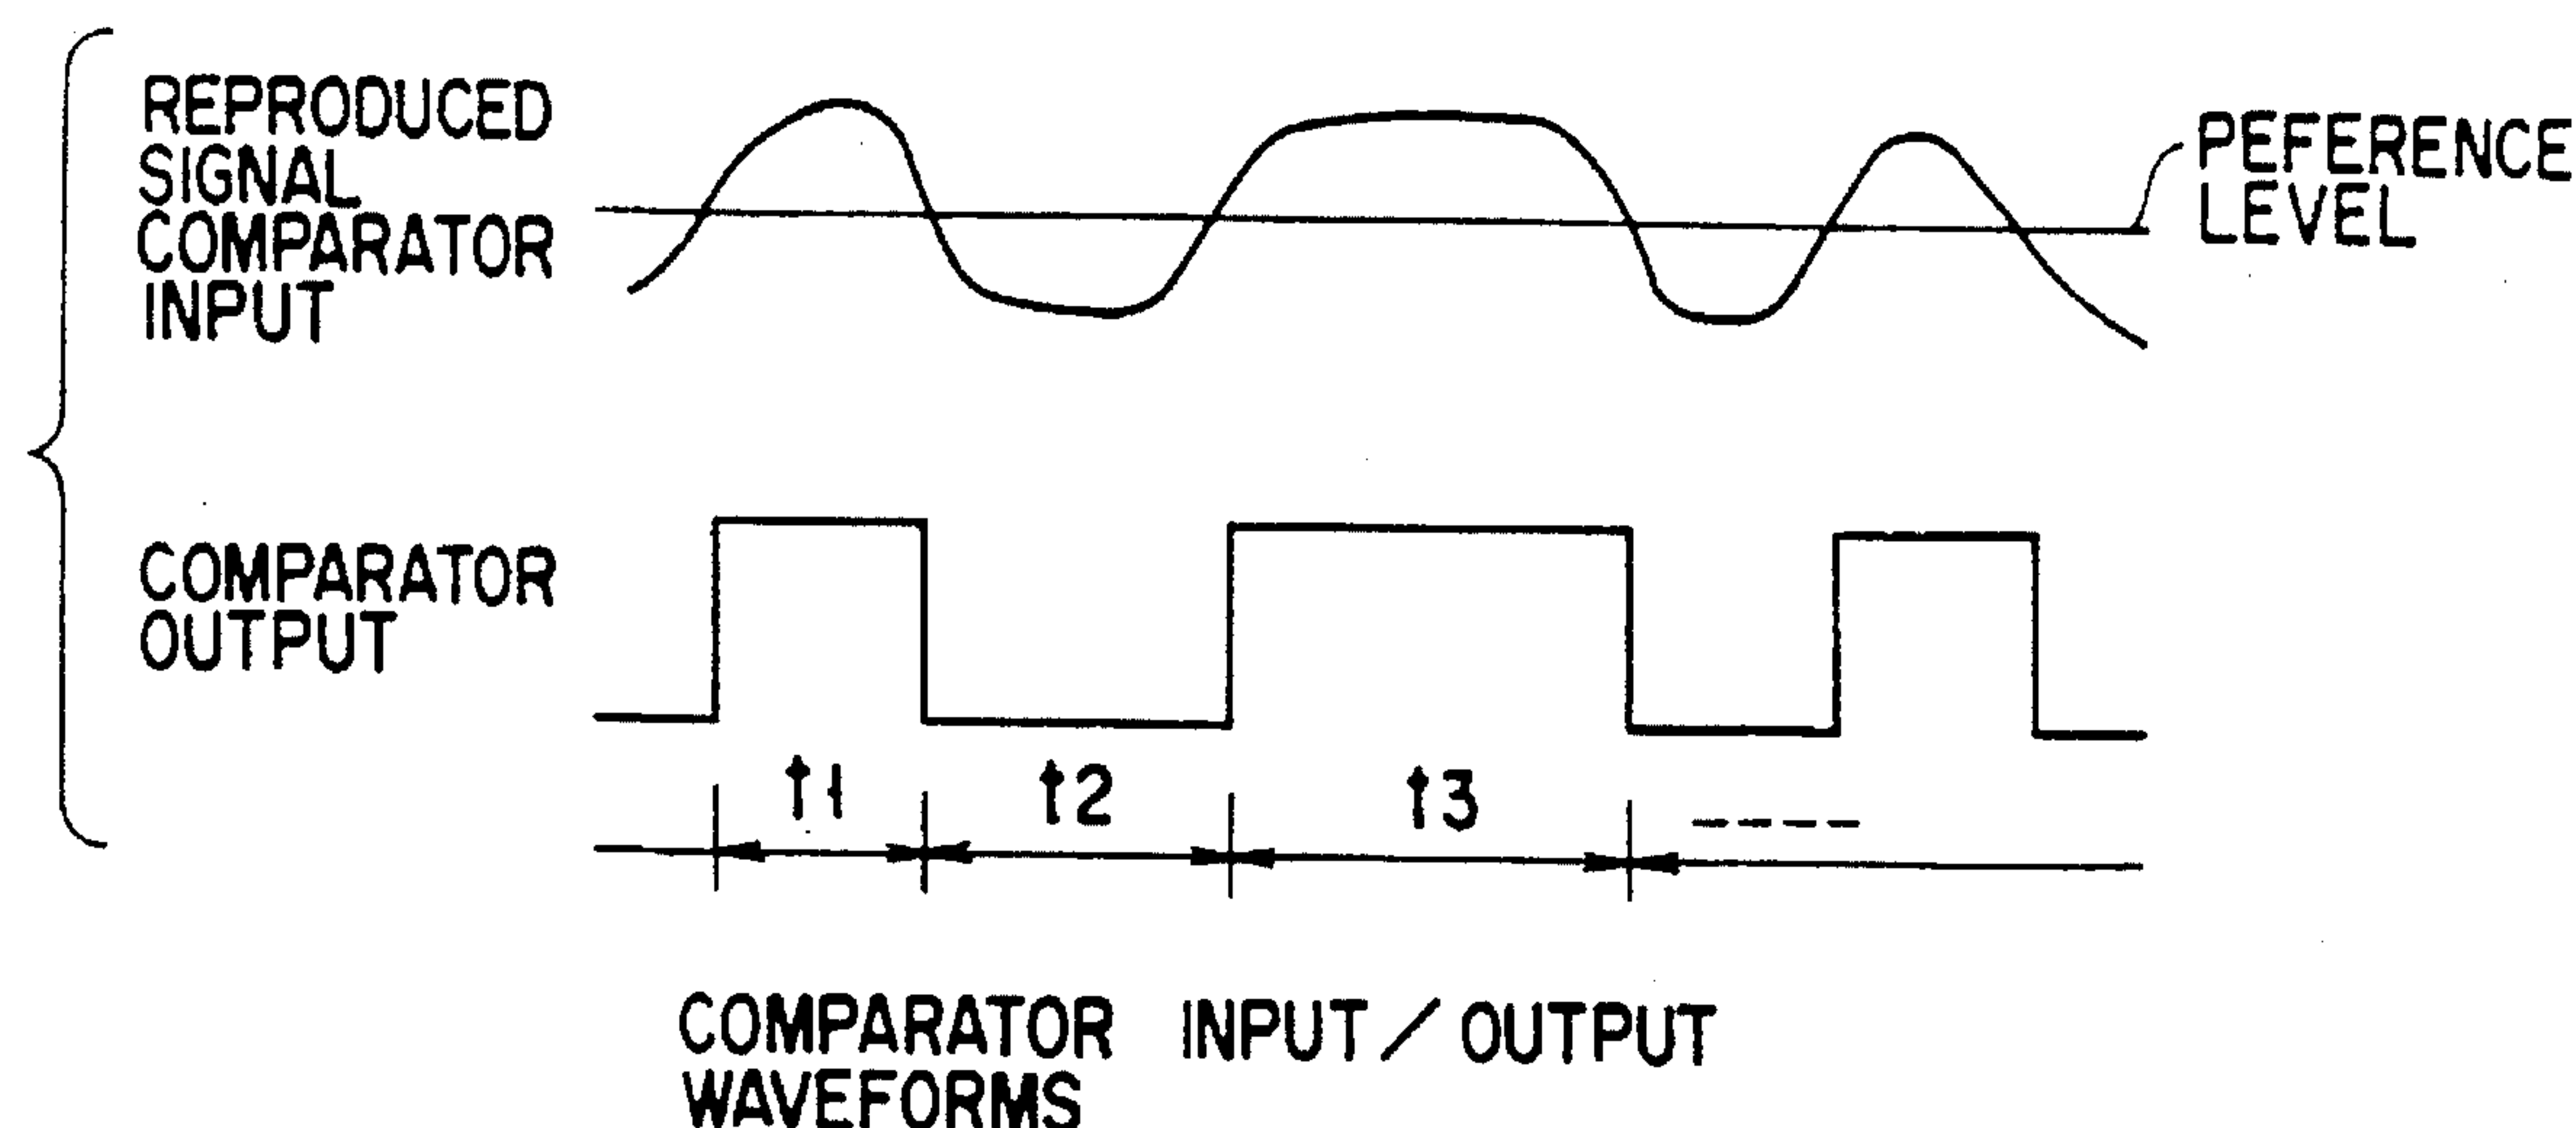 REPRODUCED
SIGNAL
COMPARATOR
INPUT
PEFERENCE
LEVEL
COMPARATOR
OUTPUT
t1
t2
t3
COMPARATOR INPUT / OUTPUT
WAVEFORMS